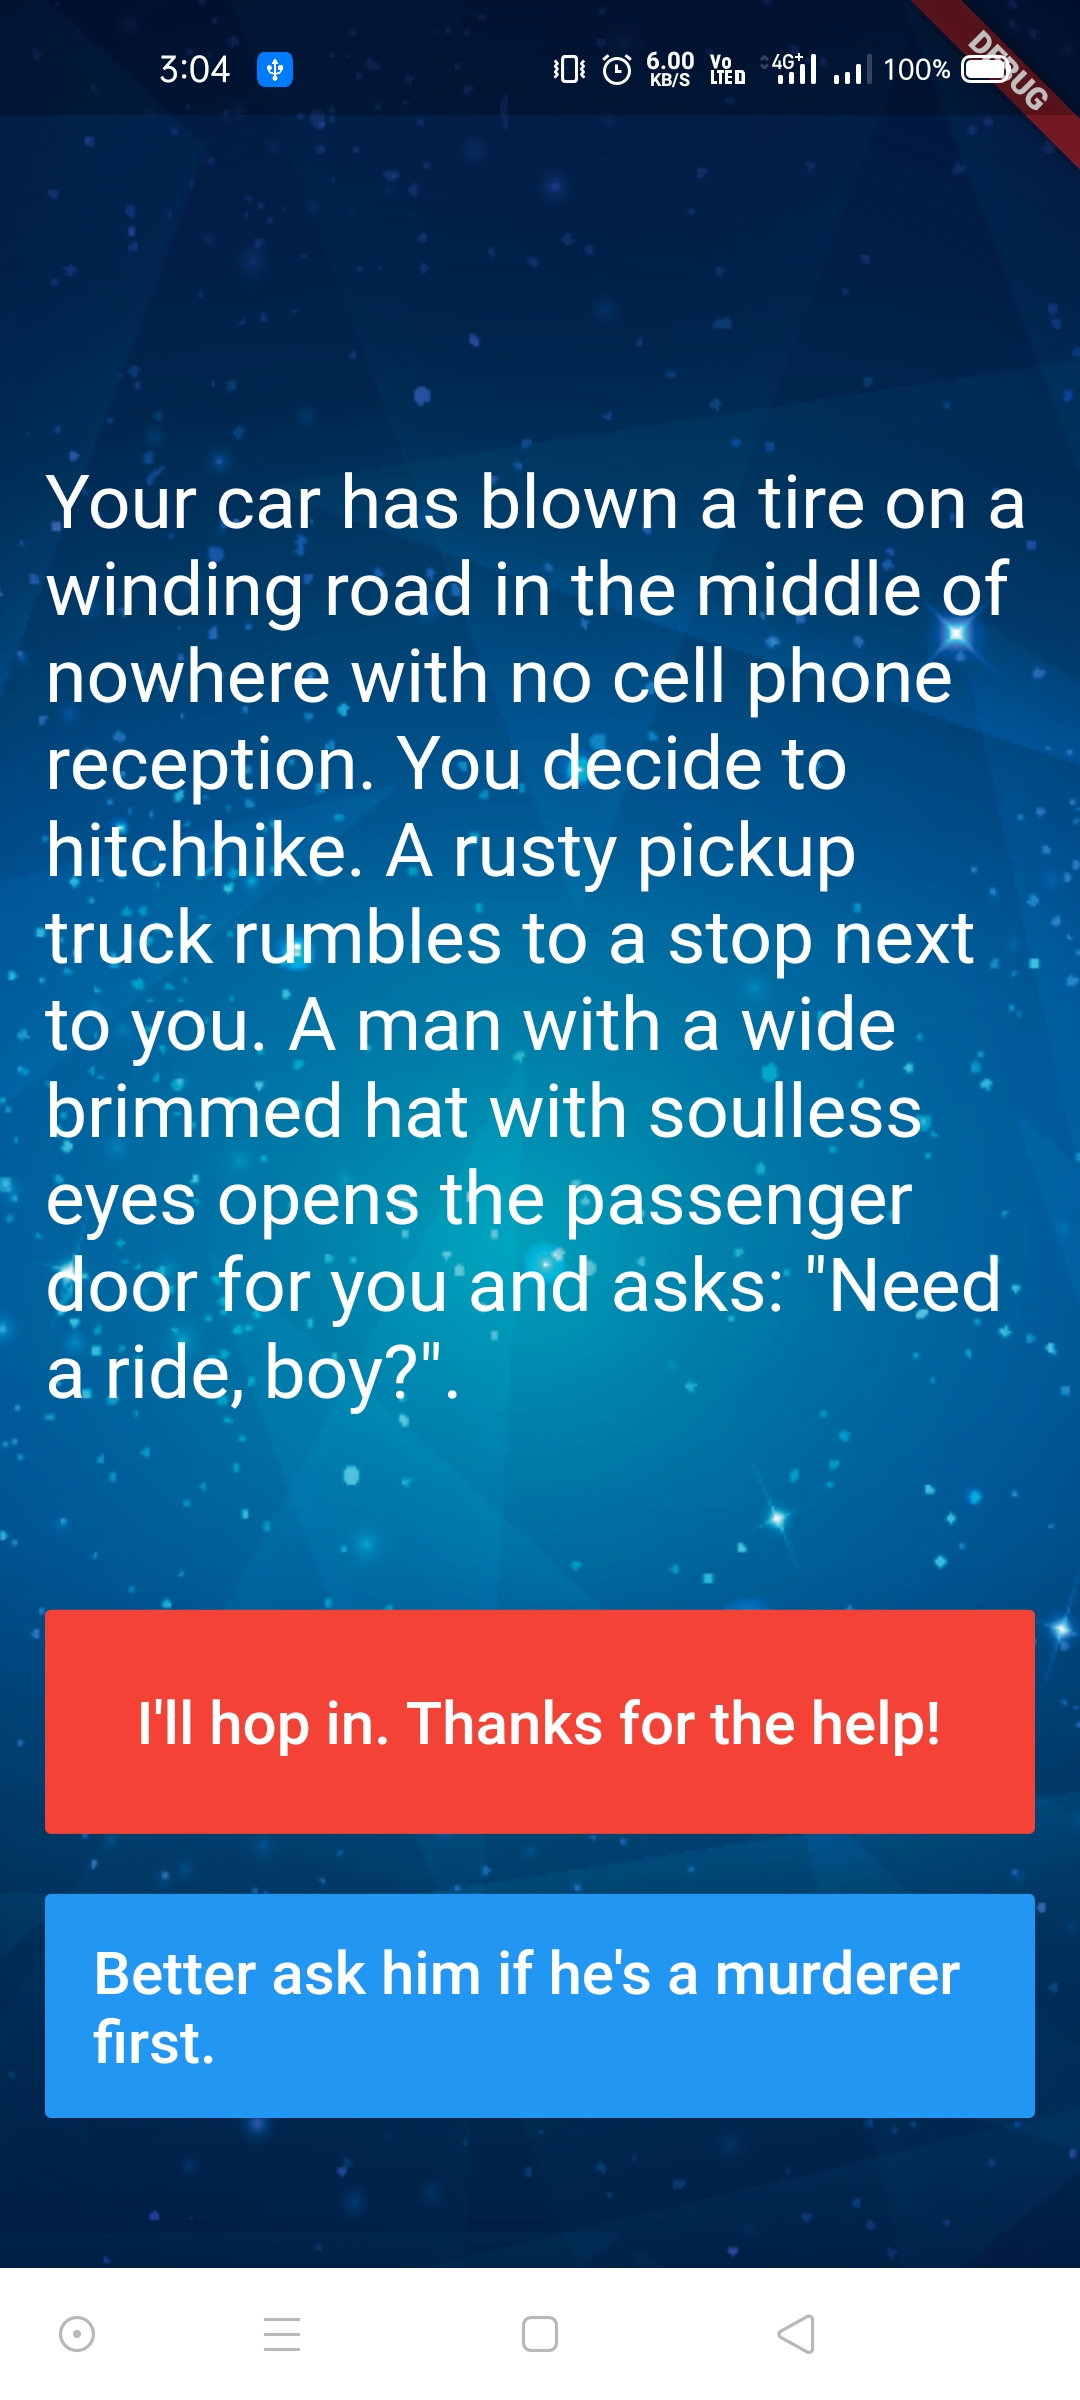 3:04
6.00
KB/S
Vo
LTE
4G+
100%
DEBUG
Your car has blown a tire on a
winding road in the middle of
nowhere with no cell phone
reception. You decide to
hitchhike. A rusty pickup
truck rumbles to a stop next
to you. A man with a wide
brimmed hat with soulless
eyes opens the passenger
door for you and asks: "Need
a ride, boy?".
I'll hop in. Thanks for the help!
Better ask him if he's a murderer
first.